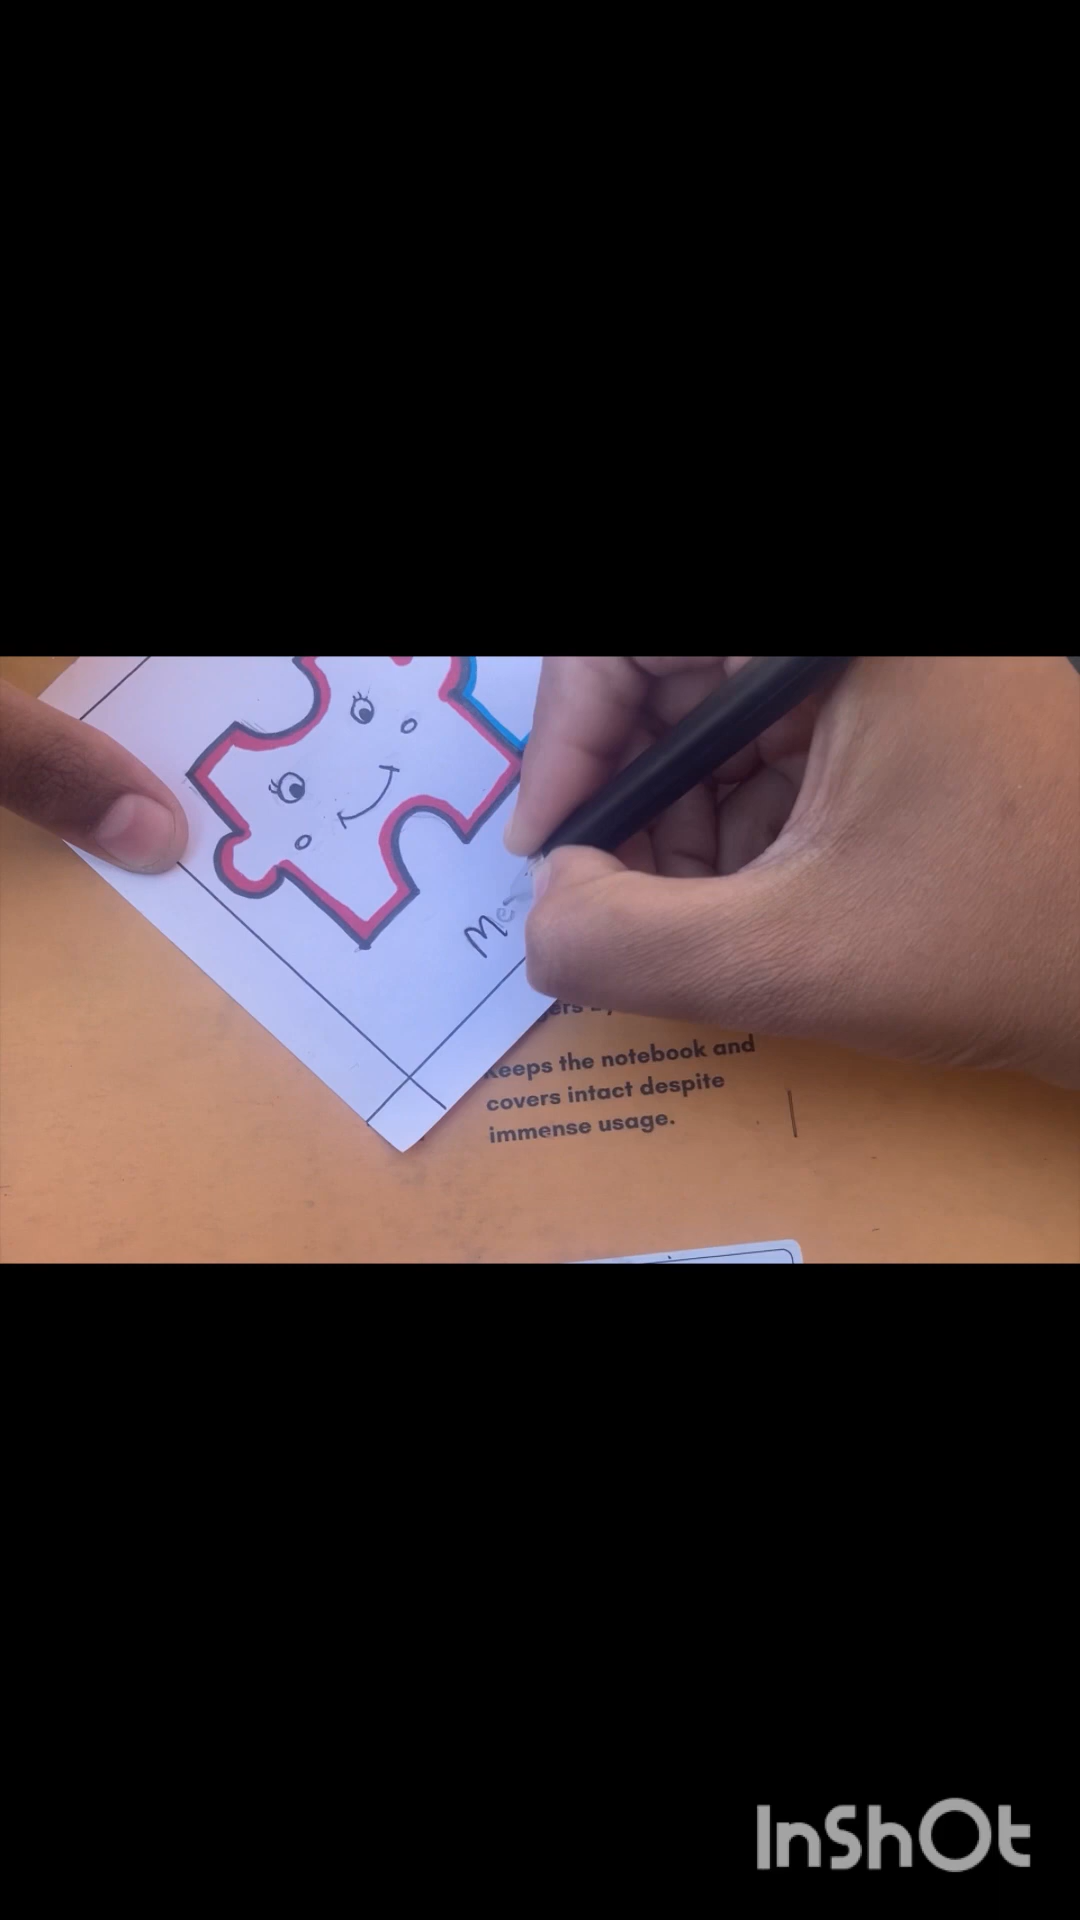 Me
keeps the notebook and
covers intact despite
immense usage.
InShOt